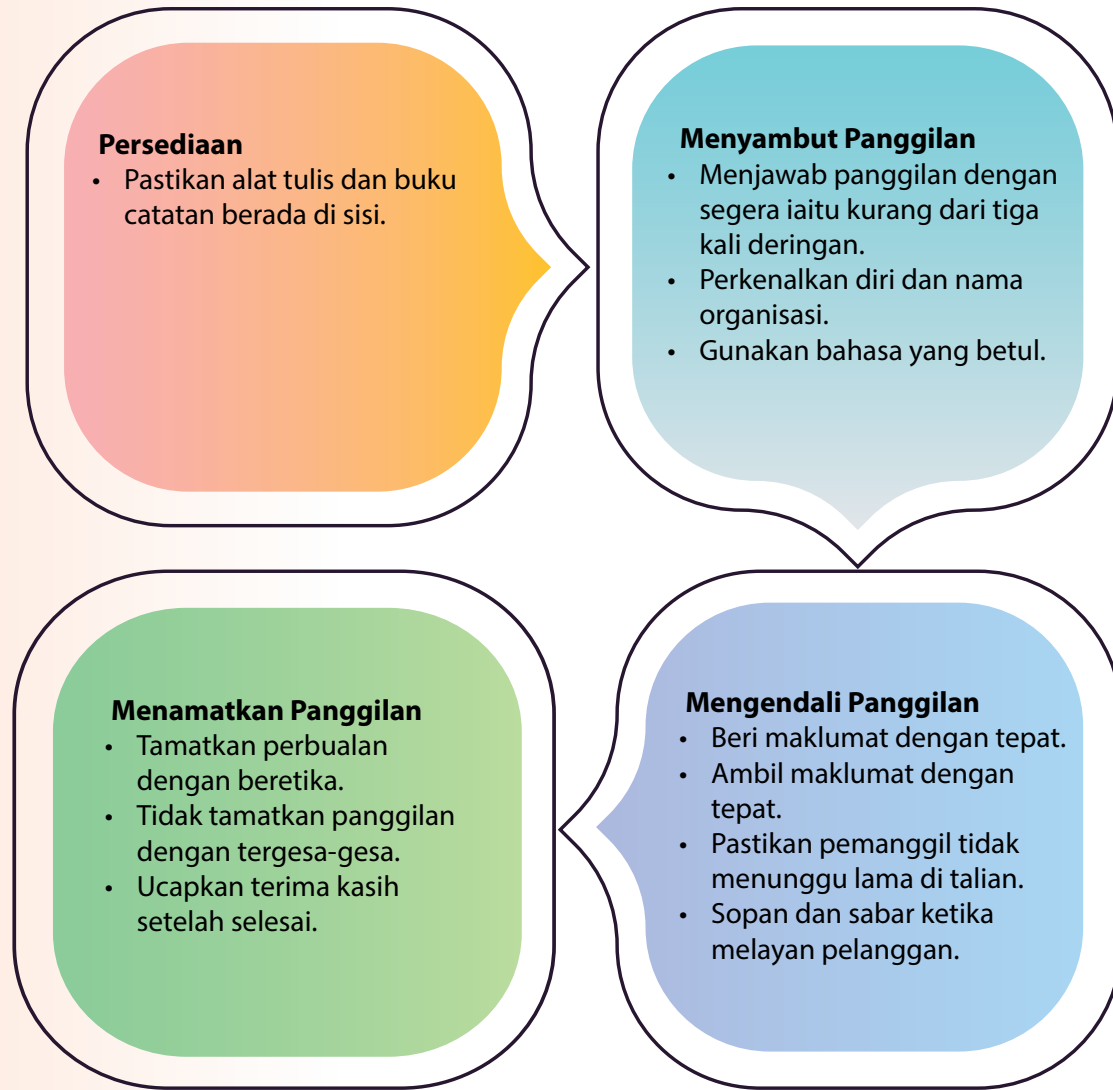 Persediaan
• Pastikan alat tulis dan buku
catatan berada di sisi.
Menyambut Panggilan
• Menjawab panggilan dengan
segera iaitu kurang dari tiga
kali deringan.
• Perkenalkan diri dan nama
organisasi.
• Gunakan bahasa yang betul.
Mengendali Panggilan
• Beri maklumat dengan tepat.
• Ambil maklumat dengan
tepat.
• Pastikan pemanggil tidak
menunggu lama di talian.
• Sopan dan sabar ketika
melayan pelanggan.
Menamatkan Panggilan
• Tamatkan perbualan
dengan beretika.
• Tidak tamatkan panggilan
dengan tergesa-gesa.
• Ucapkan terima kasih
setelah selesai.